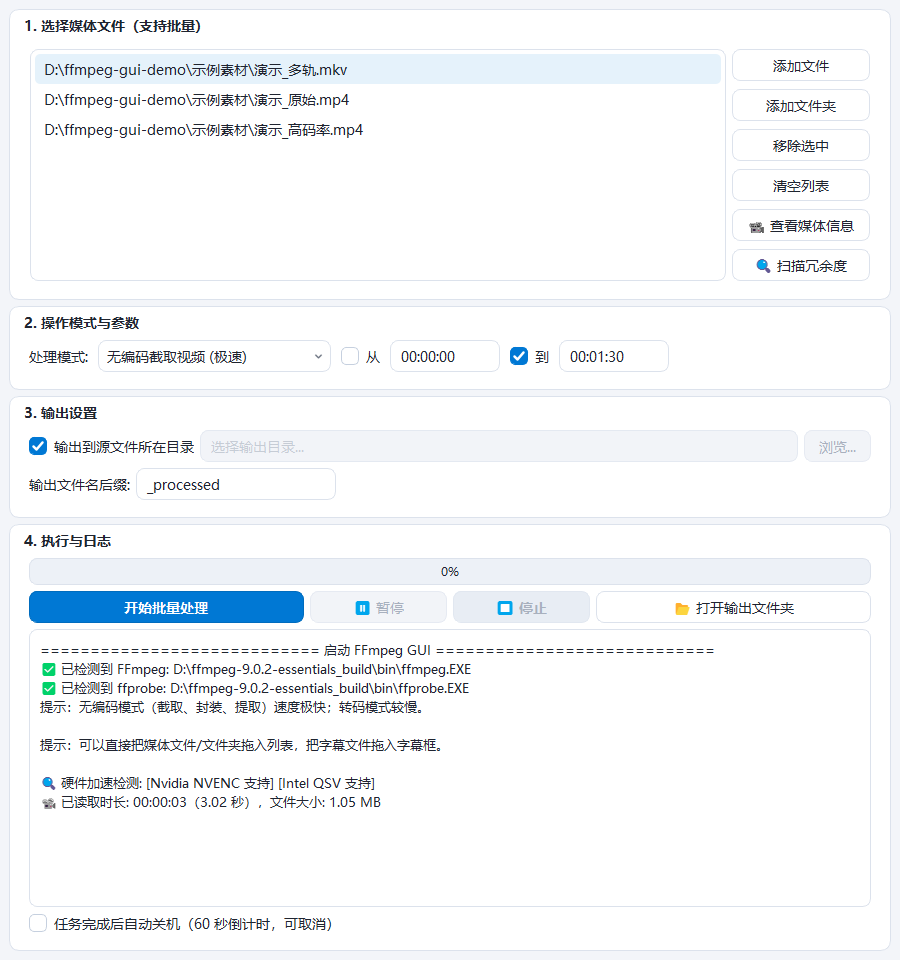 1. 选择媒体文件（支持批量）
D:\ffmpeg-gui-demo\示例素材\演示_多轨.mkv
D:\ffmpeg-gui-demo\示例素材\演示_原始.mp4
D:\ffmpeg-gui-demo\示例素材\演示_高码率.mp4
添加文件
添加文件夹
移除选中
清空列表
查看媒体信息
扫描冗余度
2. 操作模式与参数
处理模式: 无编码截取视频 (极速) 从 00:00:00 到 00:01:30
3. 输出设置
输出到源文件所在目录 选择输出目录... 浏览...
输出文件名后缀: _processed
4. 执行与日志
0%
开始批量处理 暂停 停止 打开输出文件夹
============================ 启动 FFmpeg GUI ============================
✅ 已检测到 FFmpeg: D:\ffmpeg-9.0.2-essentials_build\bin\ffmpeg.EXE
✅ 已检测到 ffprobe: D:\ffmpeg-9.0.2-essentials_build\bin\ffprobe.EXE
提示：无编码模式（截取、封装、提取）速度极快；转码模式较慢。
提示：可以直接把媒体文件/文件夹拖入列表，把字幕文件拖入字幕框。
🔍 硬件加速检测: [Nvidia NVENC 支持] [Intel QSV 支持]
📹 已读取时长: 00:00:03（3.02 秒），文件大小: 1.05 MB
任务完成后自动关机（60 秒倒计时，可取消）